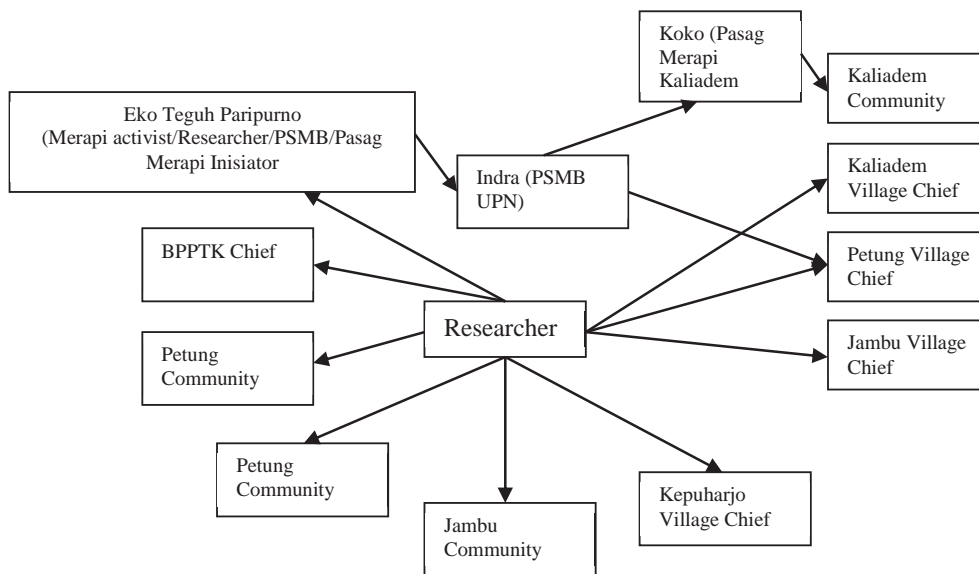 Koko (Pasag
Merapi
Kaliadem
Kaliadem
Community
Eko Teguh Paripurno
(Merapi activist/Researcher/PSMB/Pasag
Merapi Inisiator
Indra (PSMB
UPN)
Kaliadem
Village Chief
BPPTK Chief
Petung Village
Chief
Researcher
Petung
Community
Jambu Village
Chief
Petung
Community
Kepuharjo
Village Chief
Jambu
Community